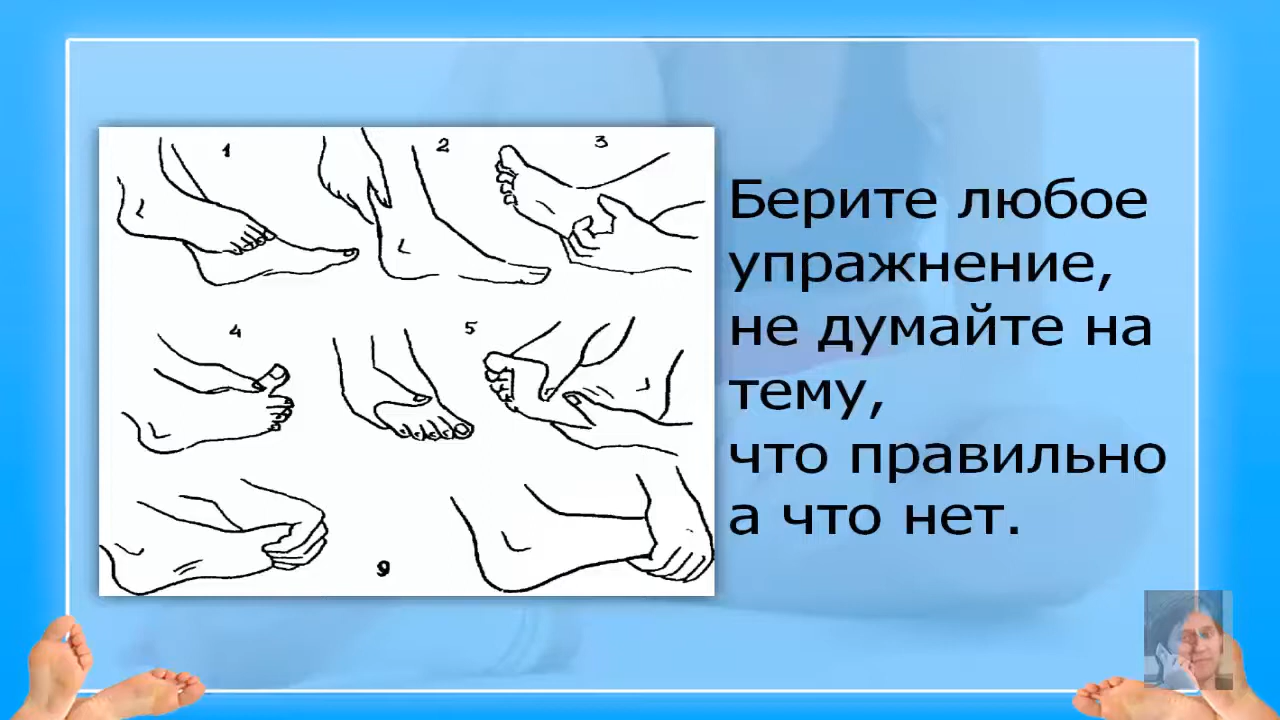 1
2
3
4
5
9
Берите любое
упражнение,
не думайте на
тему,
что правильно
а что нет.